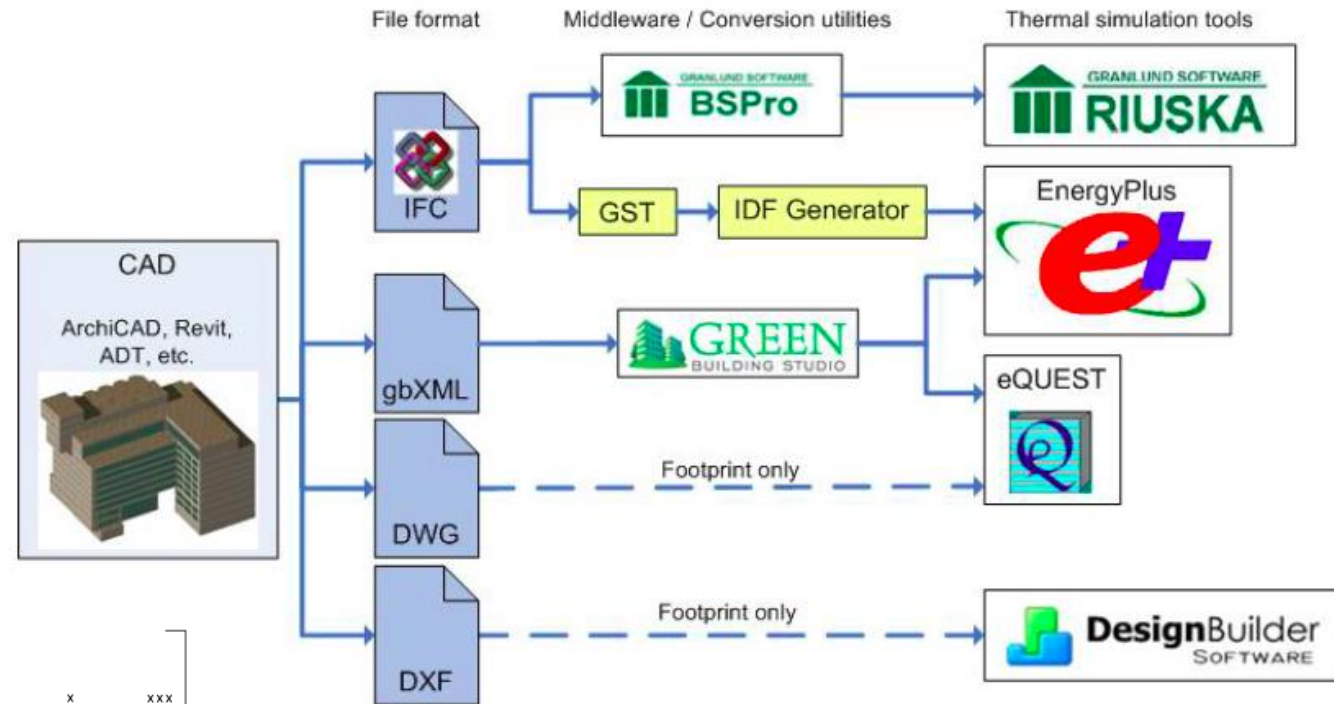 File format
Middleware / Conversion utilities
Thermal simulation tools
GRANLUND SOFTWARE
BSPro
GRANLUND SOFTWARE
RIUSKA
IFC
GST
IDF Generator
EnergyPlus
e+
CAD
ArchiCAD, Revit,
ADT, etc.
gbXML
GREEN
BUILDING STUDIO
eQUEST
Q
DWG
Footprint only
DXF
Footprint only
DesignBuilder
SOFTWARE
x xxx